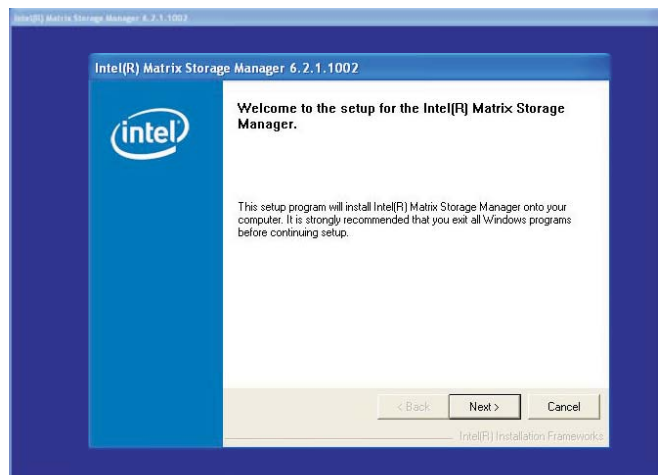 Intel(R) Matrix Storage Manager 6.2.1.1002
Intel(R) Matrix Storage Manager 6.2.1.1002
intel
Welcome to the setup for the Intel(R) Matrix Storage
Manager.
This setup program will install Intel(R) Matrix Storage Manager onto your
computer. It is strongly recommended that you exit all Windows programs
before continuing setup.
< Back Next > Cancel
Intel(R) Installation Frameworks